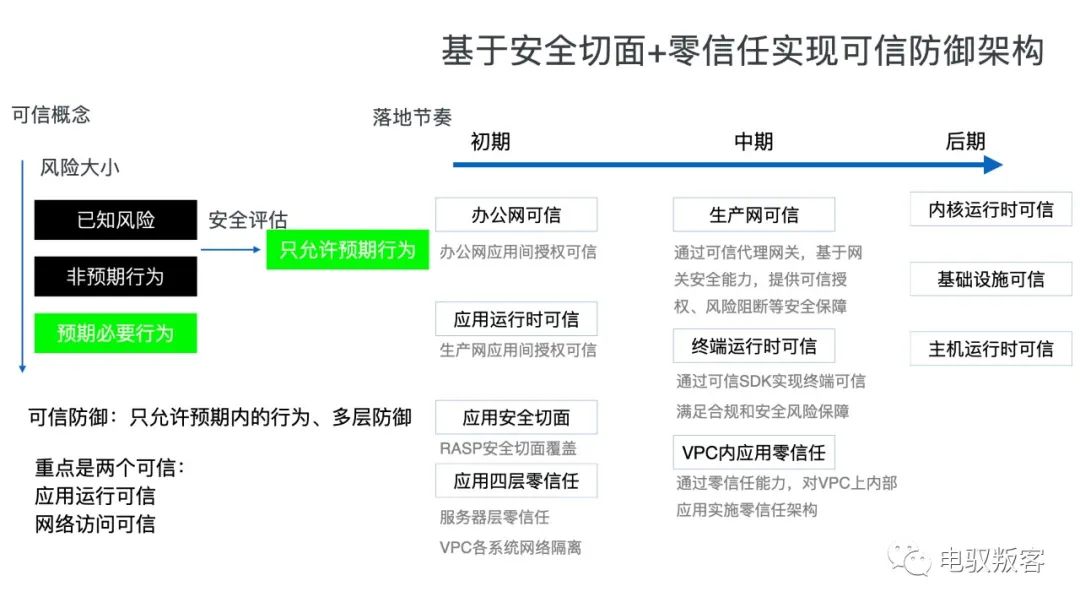 基于安全切面+零信任实现可信防御架构
可信概念
风险大小
已知风险
非预期行为
预期必要行为
安全评估
只允许预期行为
可信防御：只允许预期内的行为、多层防御
重点是两个可信：
应用运行可信
网络访问可信
落地节奏
初期
中期
后期
办公网可信
办公网应用间授权可信
应用运行时可信
生产网应用间授权可信
应用安全切面
RASP安全切面覆盖
应用四层零信任
服务器层零信任
VPC各系统网络隔离
生产网可信
通过可信代理网关，基于网
关安全能力，提供可信授
权、风险阻断等安全保障
终端运行时可信
通过可信SDK实现终端可信
满足合规和安全风险保障
VPC内应用零信任
通过零信任能力，对VPC上内部
应用实施零信任架构
内核运行时可信
基础设施可信
主机运行时可信
电驭叛客